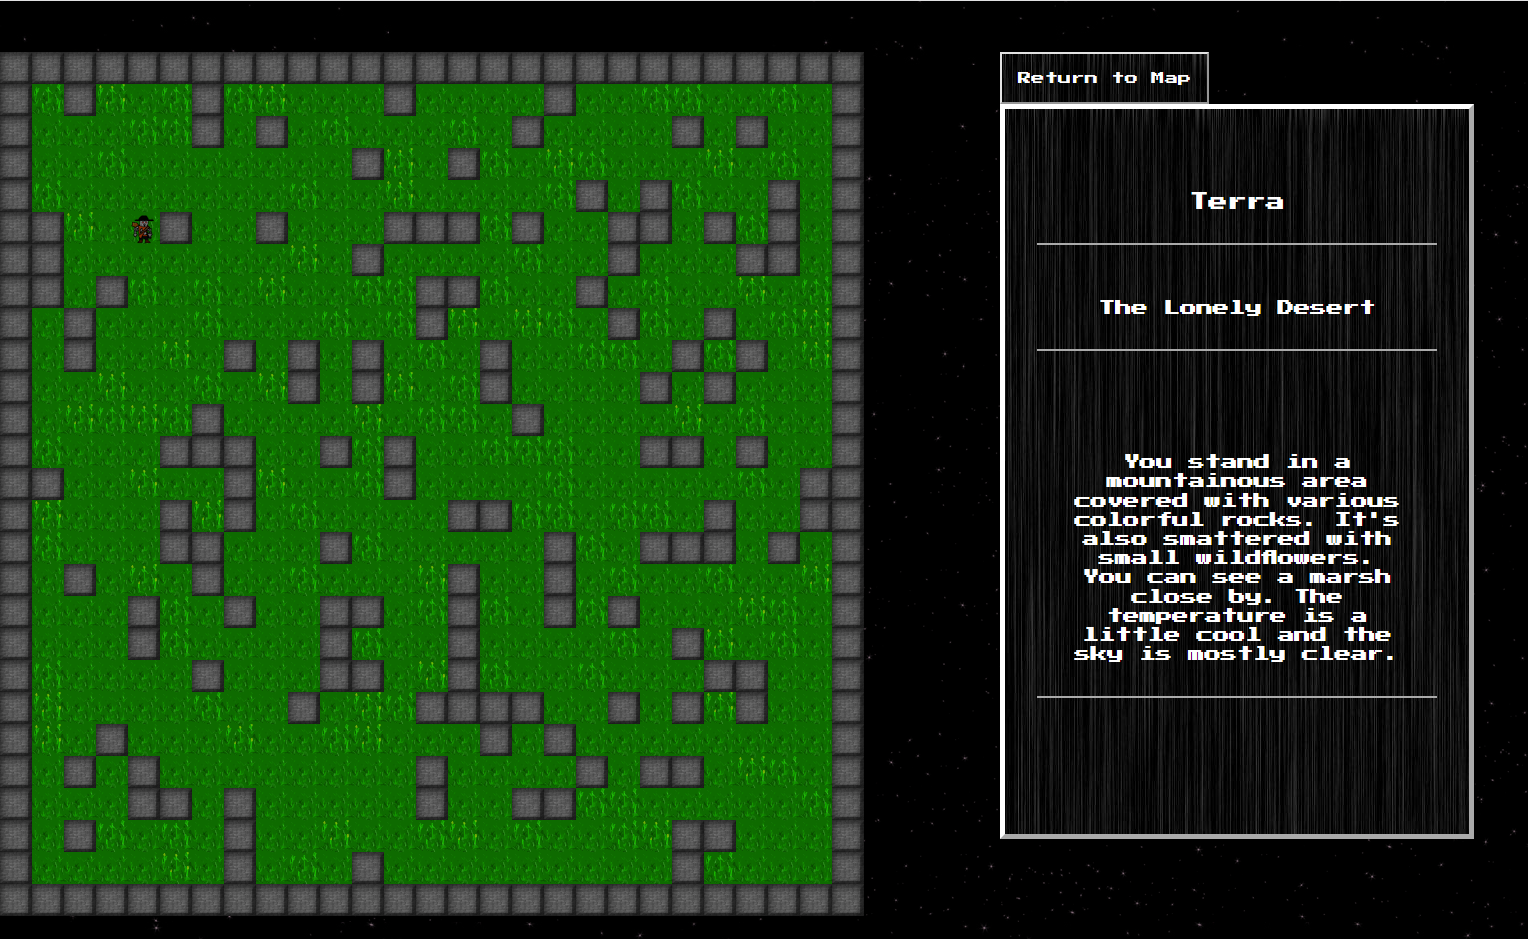 Return to Map
Terra
The Lonely Desert
You stand in a
mountainous area
covered with various
colorful rocks. It's
also smattered with
small wildflowers.
You can see a marsh
close by. The
temperature is a
little cool and the
sky is mostly clear.